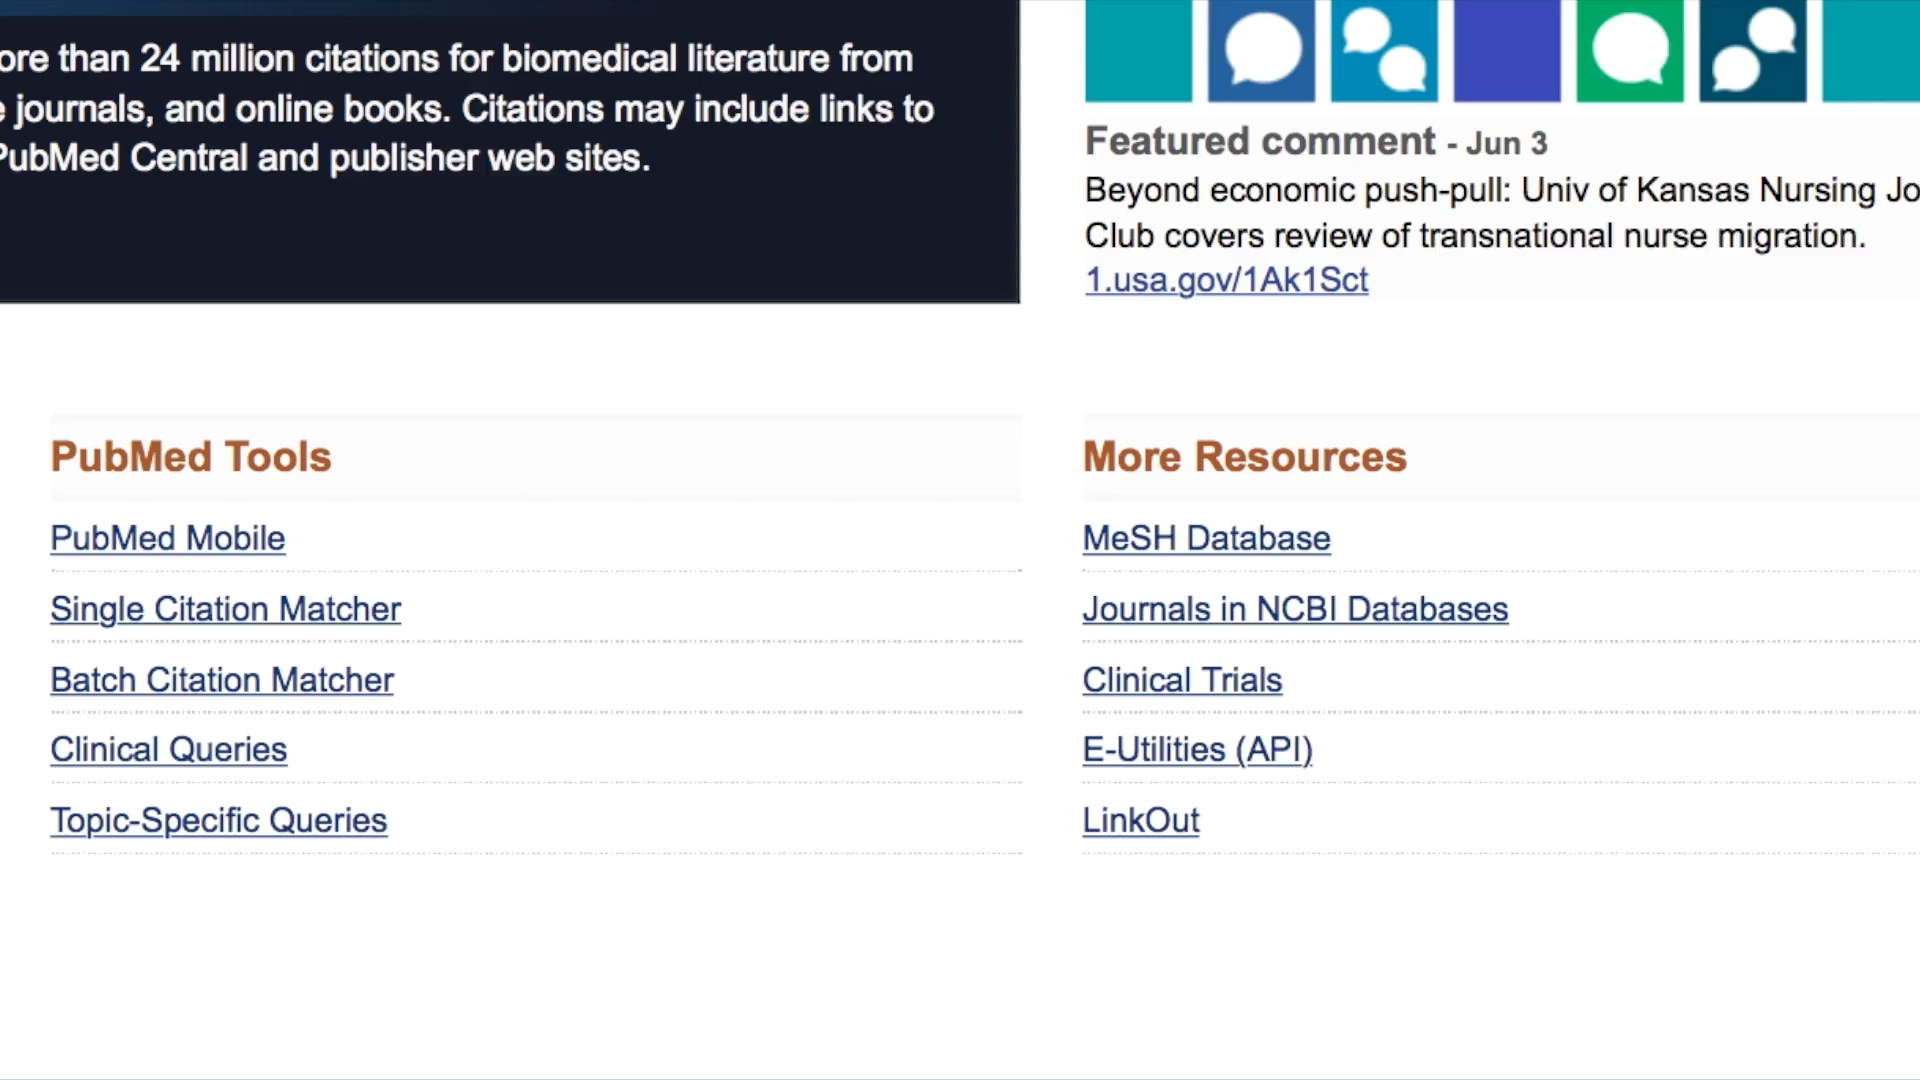 than 24 million citations for biomedical literature from
journals, and online books. Citations may include links to
PubMed Central and publisher web sites.
Featured comment - Jun 3
Beyond economic push-pull: Univ of Kansas Nursing
Club covers review of transnational nurse migration.
1.usa.gov/1Ak1Sct
PubMed Tools
PubMed Mobile
Single Citation Matcher
Batch Citation Matcher
Clinical Queries
Topic-Specific Queries
More Resources
MeSH Database
Journals in NCBI Databases
Clinical Trials
E-Utilities (API)
LinkOut